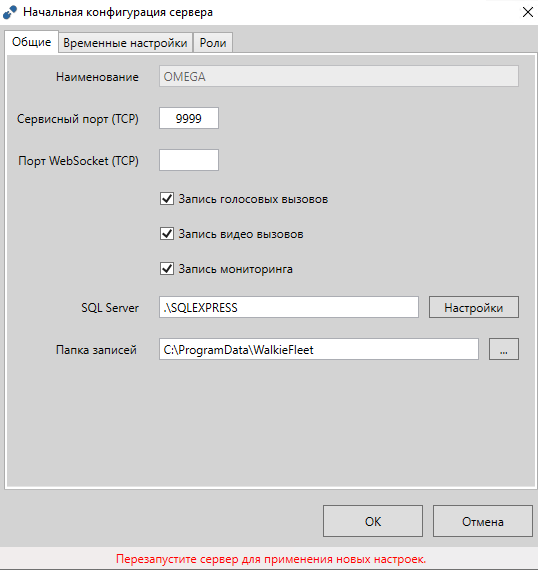 Начальная конфигурация сервера
Общие Временные настройки Роли
Наименование OMEGA
Сервисный порт (TCP) 9999
Порт WebSocket (TCP)
Запись голосовых вызовов
Запись видео вызовов
Запись мониторинга
SQL Server .\SQLEXPRESS Настройки
Папка записей C:\ProgramData\WalkieFleet ...
ОК Отмена
Перезапустите сервер для применения новых настроек.